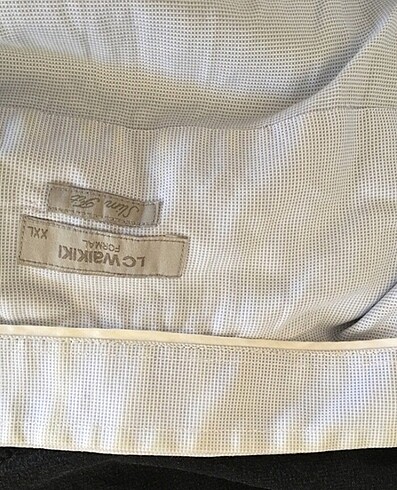 LC WAIKIKI
FORMAL
XXL
Slim Fit